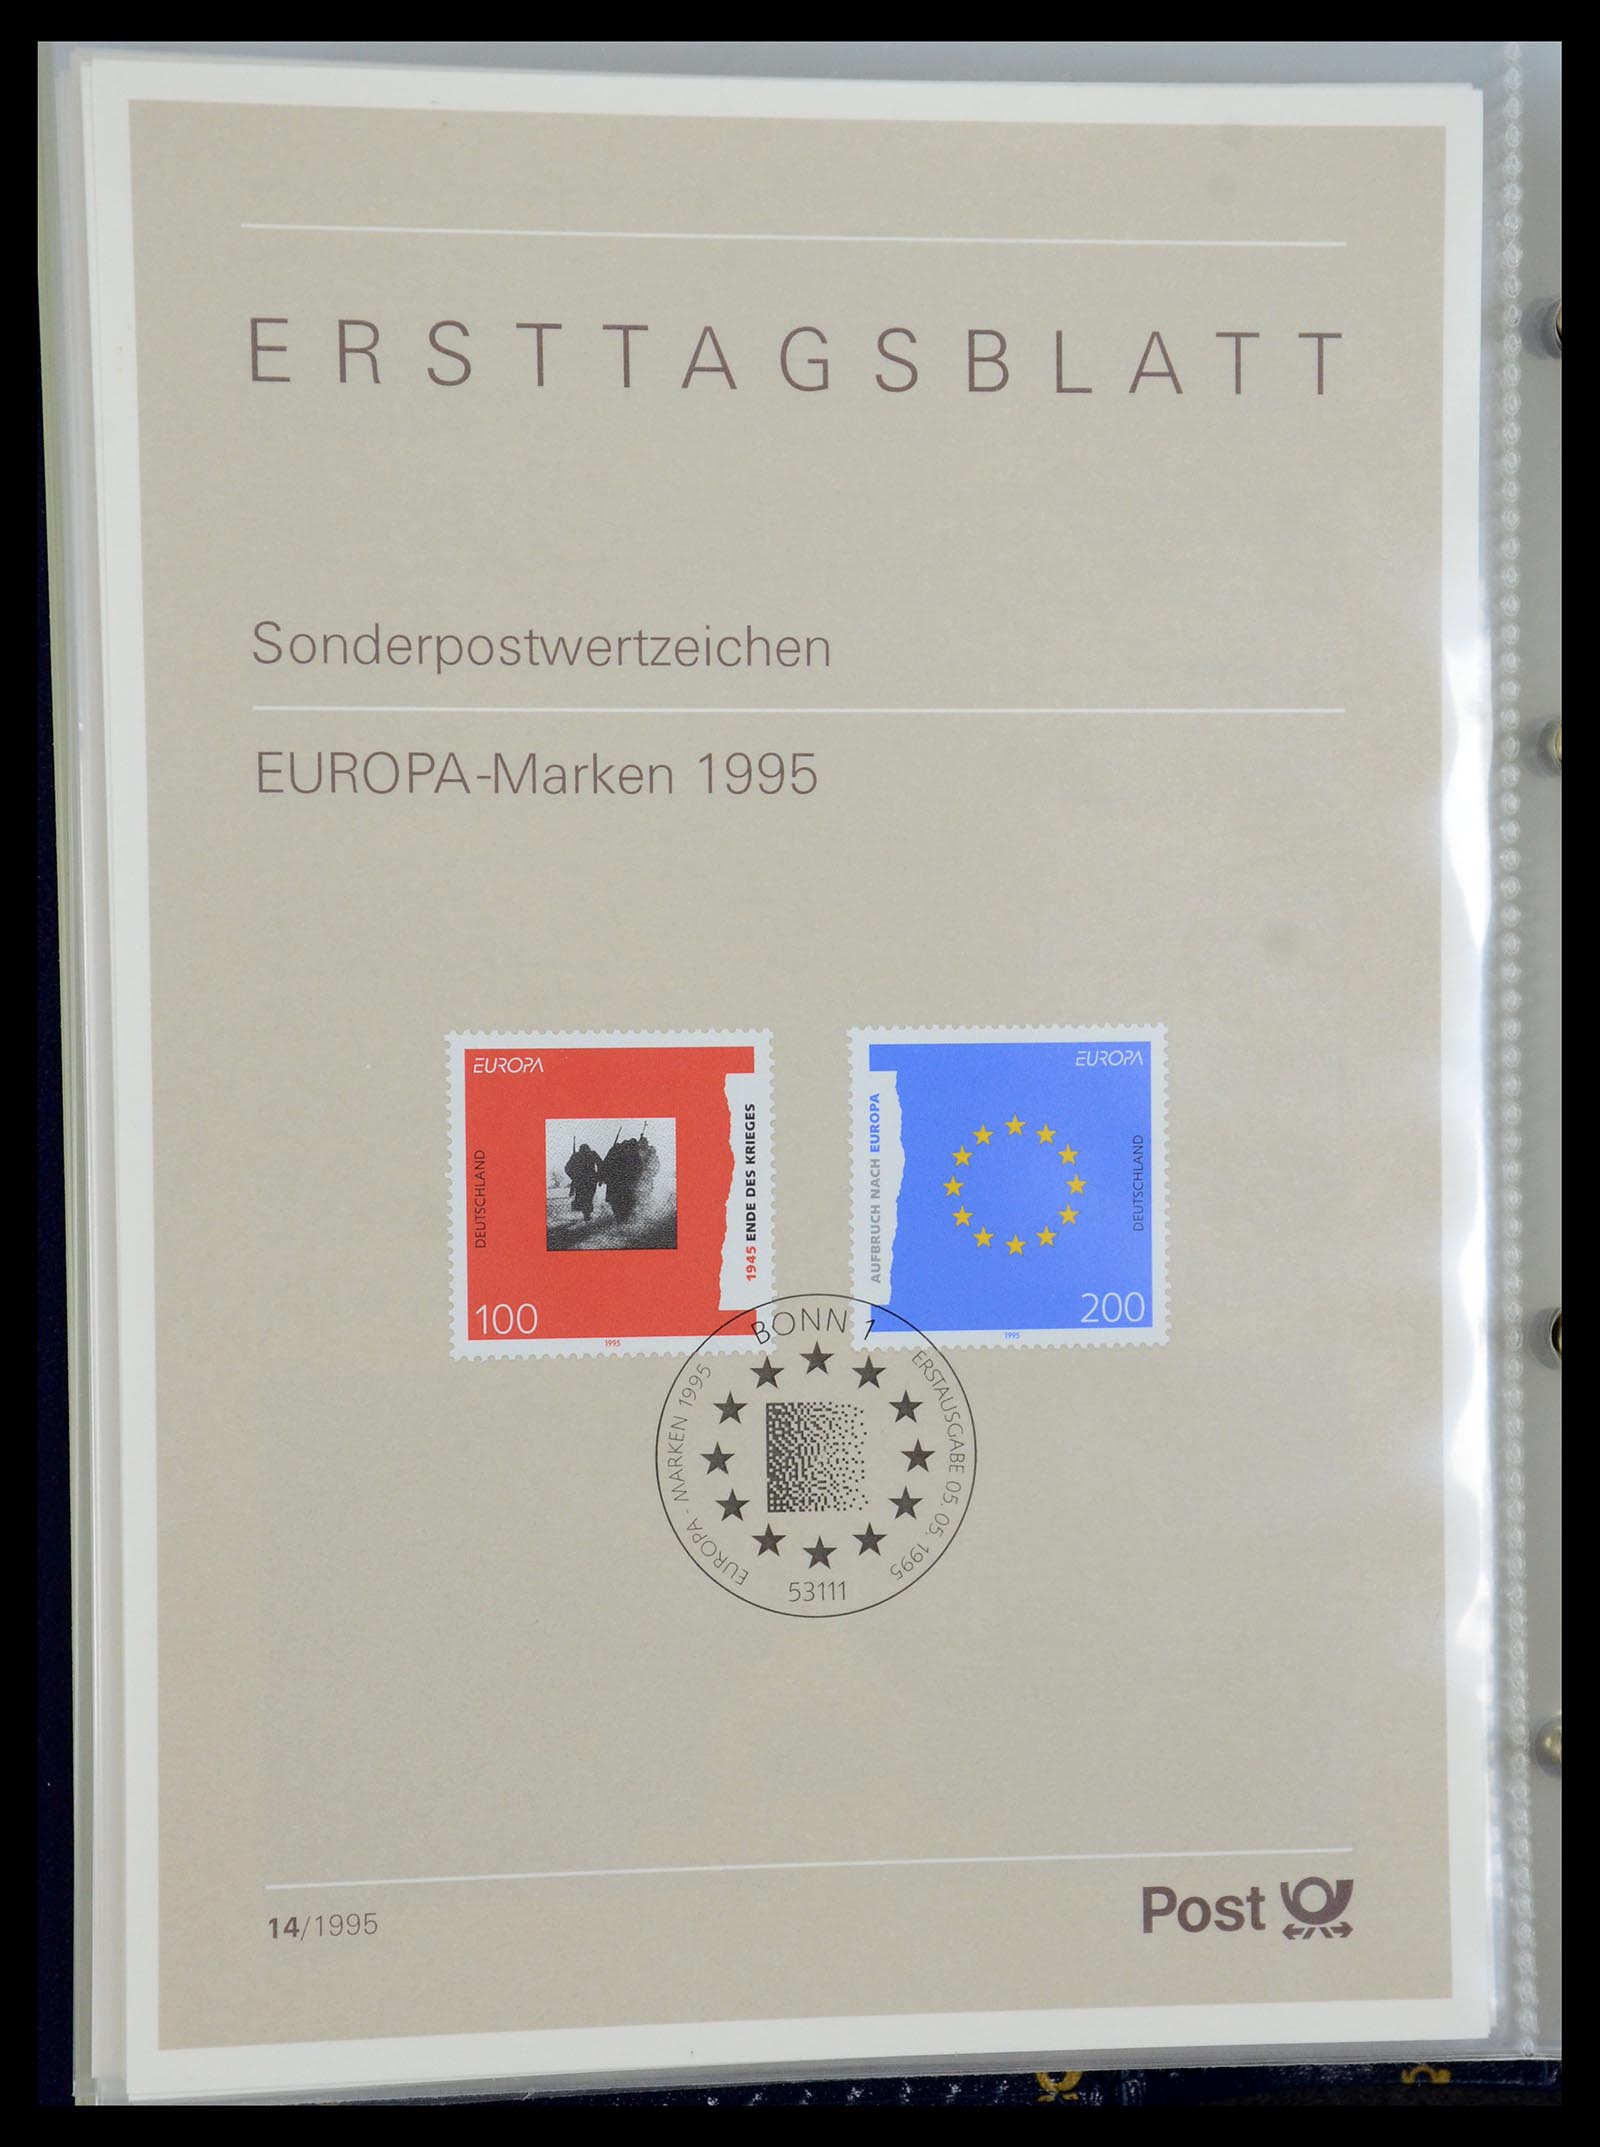 ERSTTAGSBLATT
Sonderpostwertzeichen
EUROPA-Marken 1995
EUROPA
DEUTSCHLAND
1945 ENDE DES KRIEGES
100
1995
EUROPA
AUFBRUCH NACH EUROPA
DEUTSCHLAND
200
1995
BONN 1
EUROPA - MARKEN 1995
ERSTAUSGABE 05.05.1995
53111
14/1995
Post